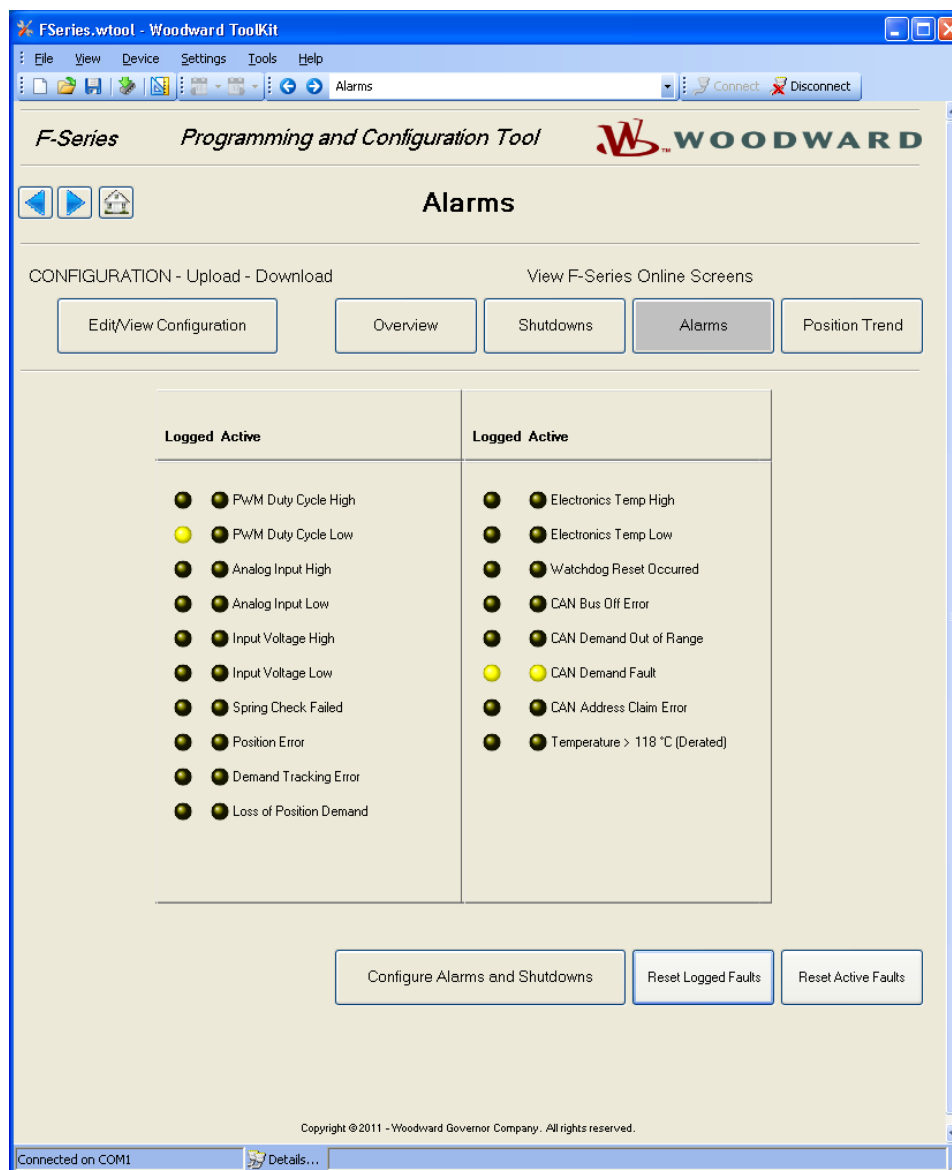 FSeries.wtool - Woodward ToolKit
File View Device Settings Tools Help
Alarms Connect Disconnect
F-Series Programming and Configuration Tool WOODWARD
Alarms
CONFIGURATION - Upload - Download View F-Series Online Screens
Edit/View Configuration Overview Shutdowns Alarms Position Trend
Logged Active Logged Active
PWM Duty Cycle High Electronics Temp High
PWM Duty Cycle Low Electronics Temp Low
Analog Input High Watchdog Reset Occurred
Analog Input Low CAN Bus Off Error
Input Voltage High CAN Demand Out of Range
Input Voltage Low CAN Demand Fault
Spring Check Failed CAN Address Claim Error
Position Error Temperature > 118 °C (Derated)
Demand Tracking Error
Loss of Position Demand
Configure Alarms and Shutdowns Reset Logged Faults Reset Active Faults
Copyright @ 2011 - Woodward Governor Company. All rights reserved.
Connected on COM1 Details...